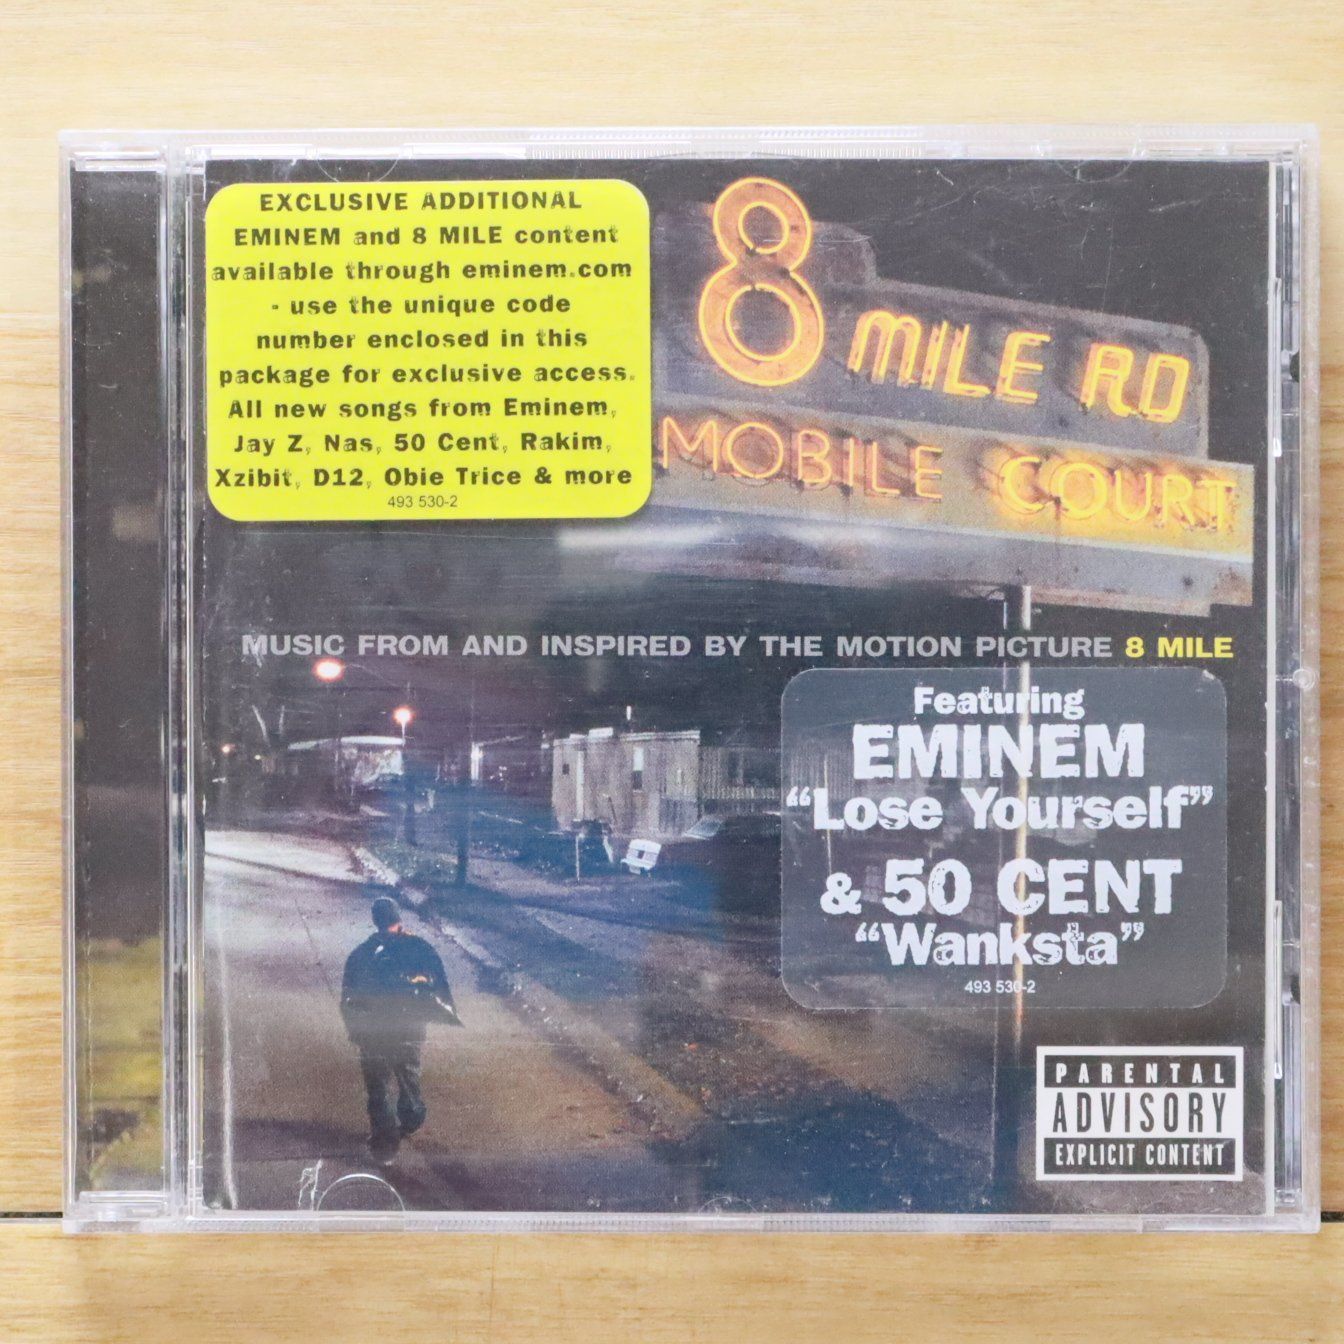 EXCLUSIVE ADDITIONAL
EMINEM and 8 MILE content
available through eminem.com
- use the unique code
number enclosed in this
package for exclusive access.
All new songs from Eminem,
Jay Z, Nas, 50 Cent, Rakim,
Xzibit, D12, Obie Trice & more
493 530-2
8 MILE RD
MOBILE COURT
MUSIC FROM AND INSPIRED BY THE MOTION PICTURE 8 MILE
Featuring
EMINEM
“Lose Yourself”
& 50 CENT
“Wanksta”
493 530-2
PARENTAL
ADVISORY
EXPLICIT CONTENT